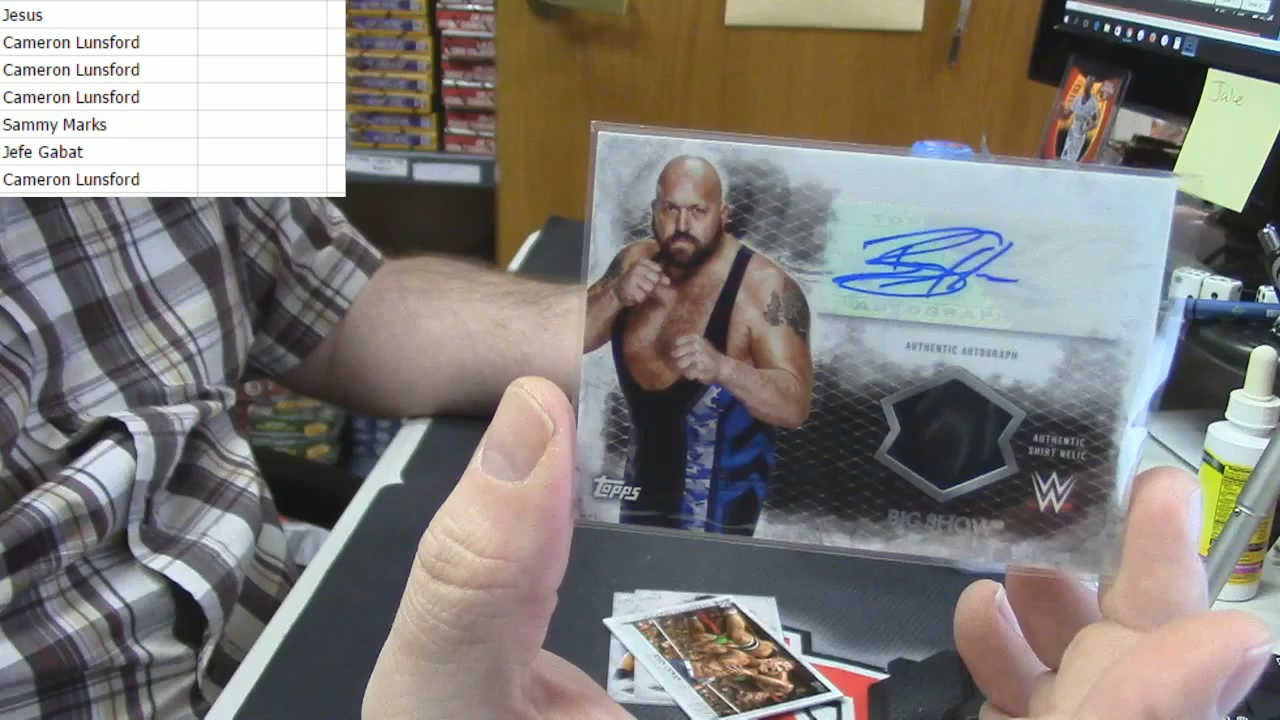 Jesus
Cameron Lunsford
Cameron Lunsford
Cameron Lunsford
Sammy Marks
Jefe Gabat
Cameron Lunsford
Jake
AUTOGRAPH
AUTHENTIC AUTOGRAPH
AUTHENTIC
SHIRT RELIC
Topps
W
BIG SHOW